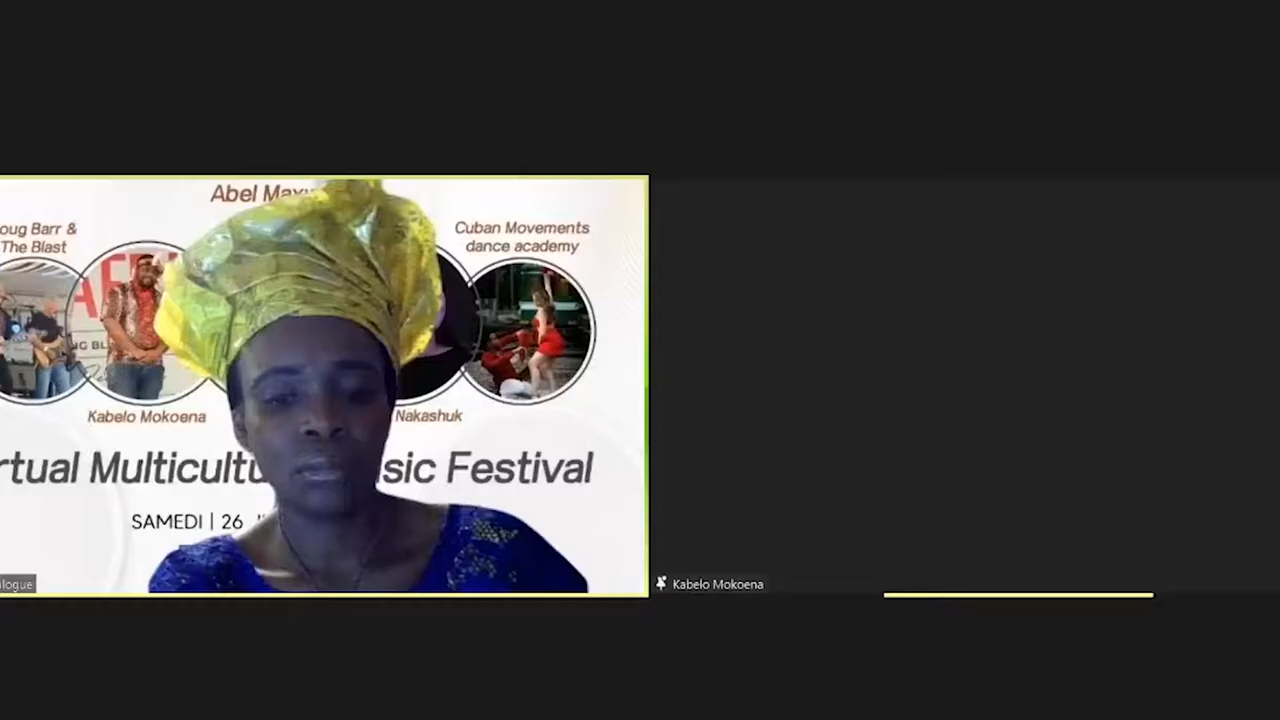 Abel
oug Barr &
The Blast
Cuban Movements
dance academy
Kabelo Mokoena
Nakashuk
rtual Multicultu sic Festival
SAMEDI | 26
logue
Kabelo Mokoena